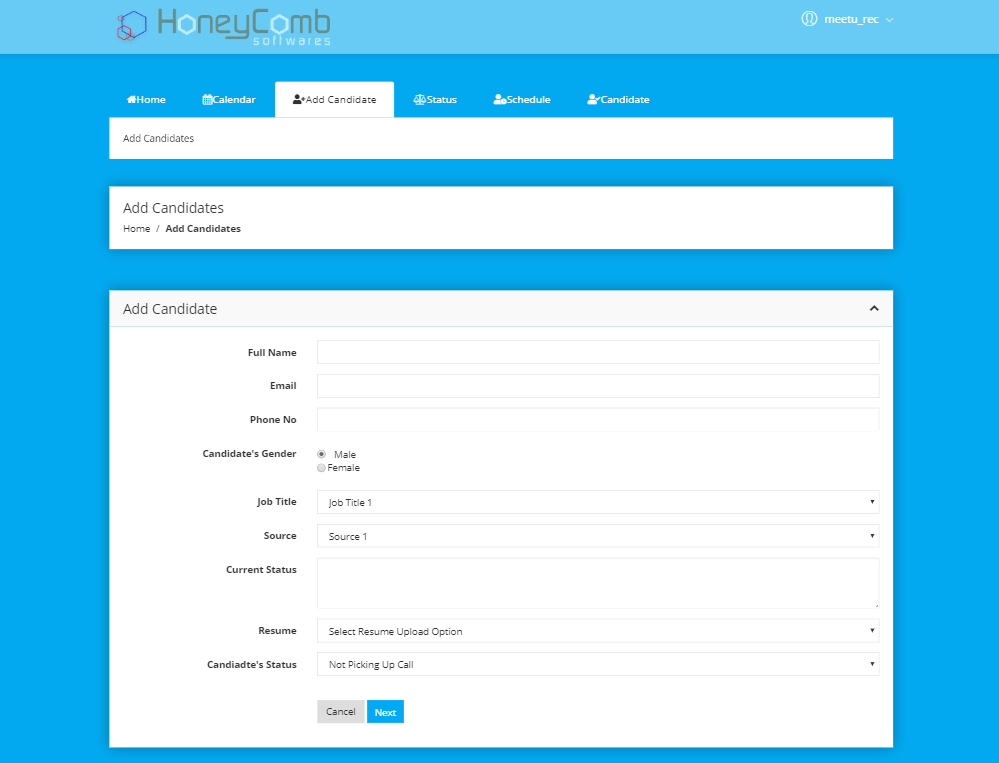 HoneyComb
softwares
meetu_rec
Home Calendar Add Candidate Status Schedule Candidate
Add Candidates
Add Candidates
Home / Add Candidates
Add Candidate
Full Name
Email
Phone No
Candidate's Gender Male
Female
Job Title Job Title 1
Source Source 1
Current Status
Resume Select Resume Upload Option
Candiadte's Status Not Picking Up Call
Cancel Next